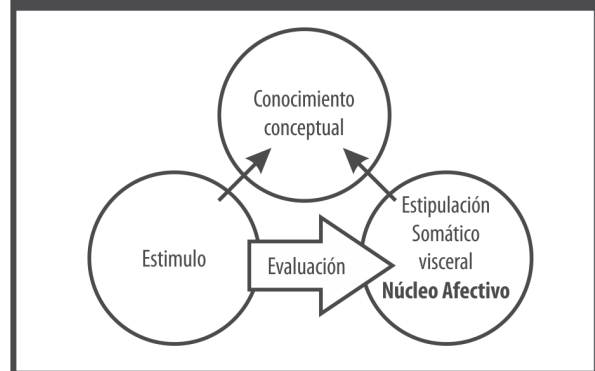 Conocimiento
conceptual
Estimulo
Evaluación
Estipulación
Somático
visceral
Núcleo Afectivo